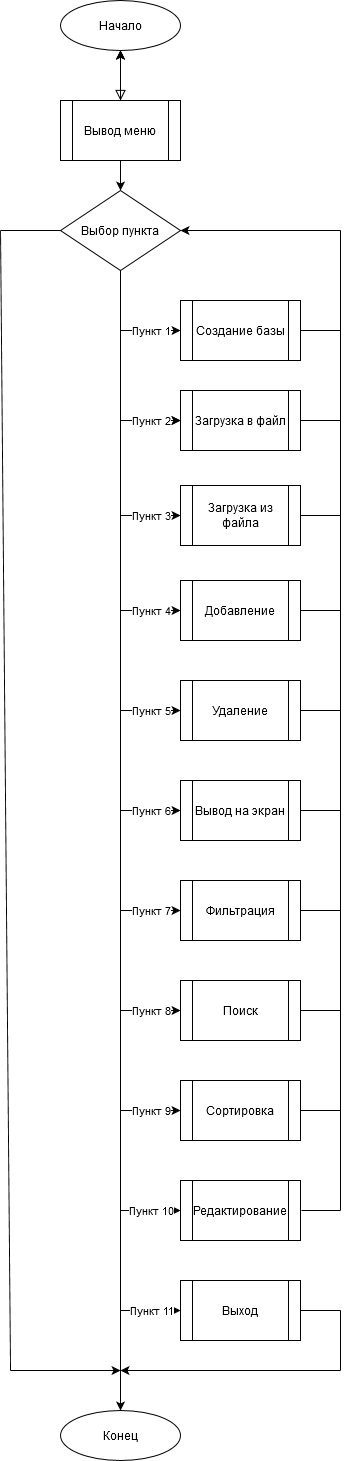 Начало
Вывод меню
Выбор пункта
Пункт 1
Создание базы
Пункт 2
Загрузка в файл
Пункт 3
Загрузка из
файла
Пункт 4
Добавление
Пункт 5
Удаление
Пункт 6
Вывод на экран
Пункт 7
Фильтрация
Пункт 8
Поиск
Пункт 9
Сортировка
Пункт 10
Редактирование
Пункт 11
Выход
Конец